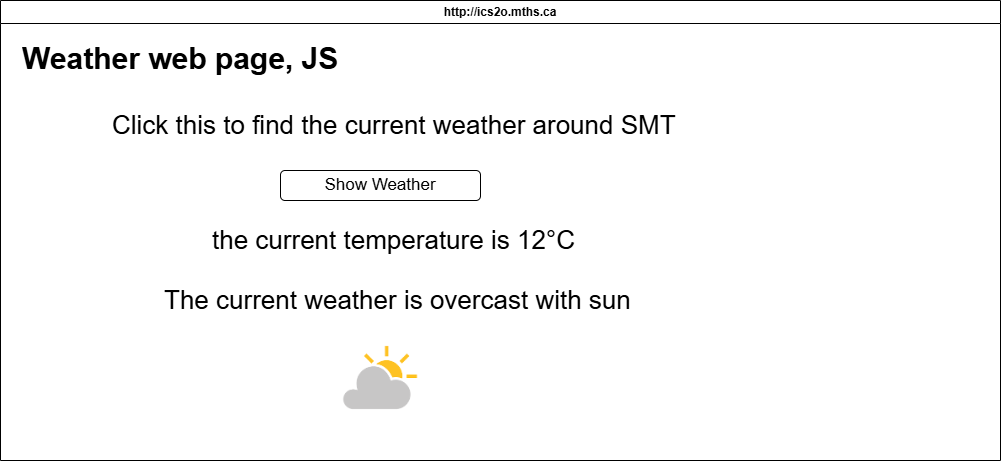 http://ics2o.mths.ca
Weather web page, JS
Click this to find the current weather around SMT
Show Weather
the current temperature is 12°C
The current weather is overcast with sun